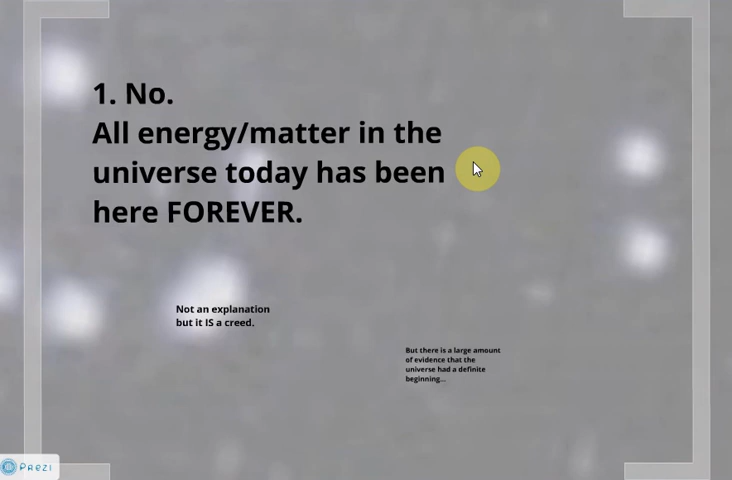 1. No.
All energy/matter in the
universe today has been
here FOREVER.
Not an explanation
but it IS a creed.
But there is a large amount
of evidence that the
universe had a definite
beginning...
Prezi